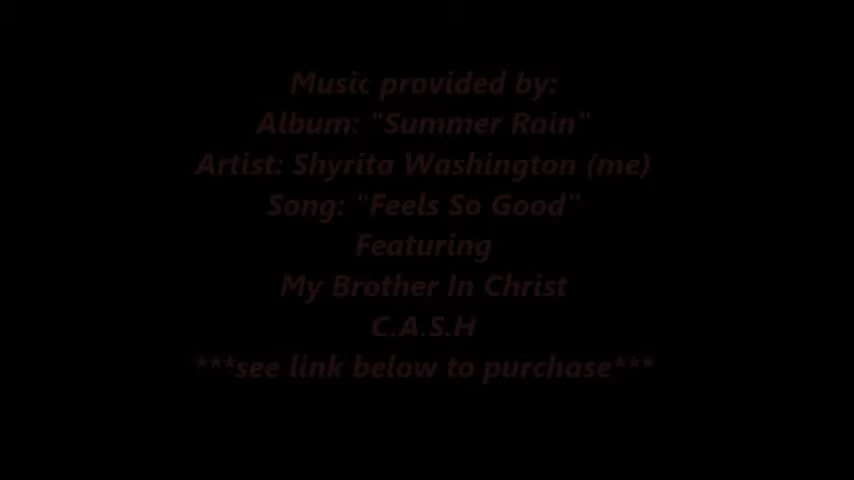 Music provided by:
Album: "Summer Rain"
Artist: Shyrita Washington (me)
Song: "Feels So Good"
Featuring
My Brother In Christ
C.A.S.H
***see link below to purchase***